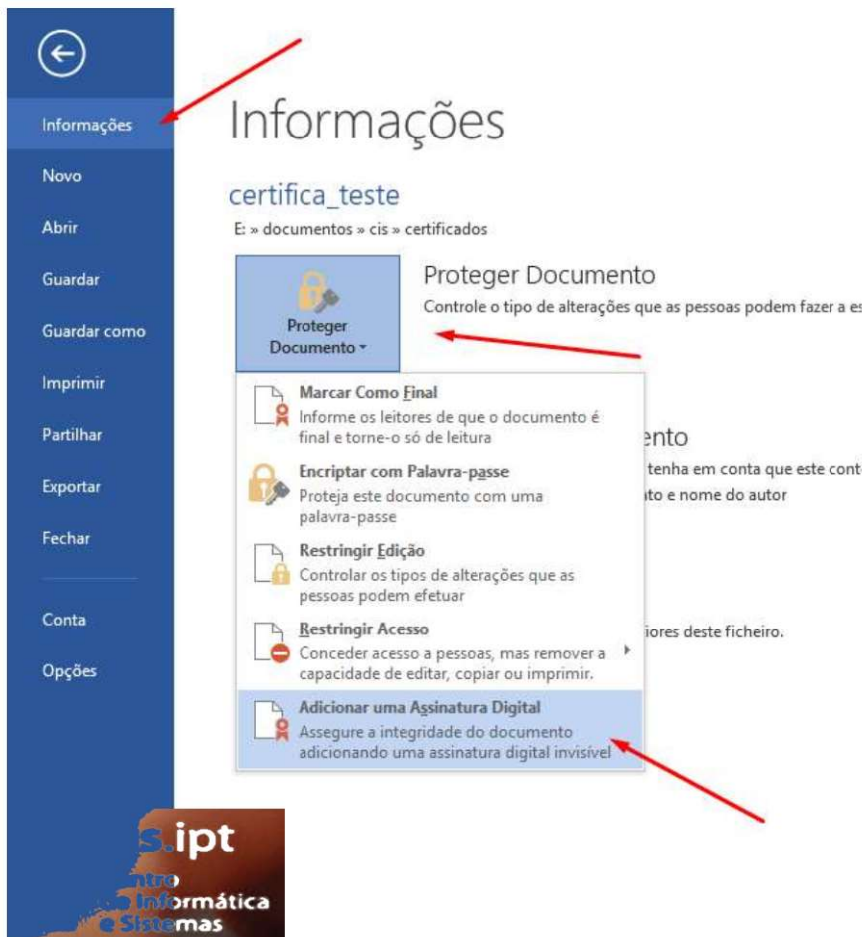 Informações
Novo
Abrir
Guardar
Guardar como
Imprimir
Partilhar
Exportar
Fechar
Conta
Opções
Informações
certifica_teste
E: » documentos » cis » certificados
Proteger
Documento
Proteger Documento
Controle o tipo de alterações que as pessoas podem fazer a es
Marcar Como Final
Informe os leitores de que o documento é
final e torne-o só de leitura
Encriptar com Palavra-passe
Proteja este documento com uma
palavra-passe
Restringir Edição
Controlar os tipos de alterações que as
pessoas podem efetuar
Restringir Acesso
Conceder acesso a pessoas, mas remover a
capacidade de editar, copiar ou imprimir.
Adicionar uma Assinatura Digital
Assegure a integridade do documento
adicionando uma assinatura digital invisível
ento
tenha em conta que este cont
ato e nome do autor
iores deste ficheiro.
s.ipt
ntro
e Informática
e Sistemas